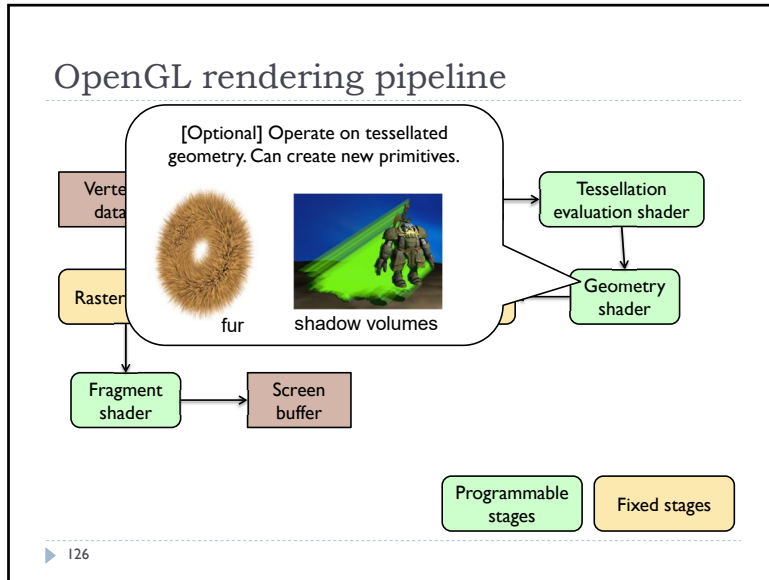 OpenGL rendering pipeline
[Optional] Operate on tessellated
geometry. Can create new primitives.
fur
shadow volumes
data
Tessellation
evaluation shader
Geometry
shader
Fragment
shader
Screen
buffer
Programmable
stages
Fixed stages
126